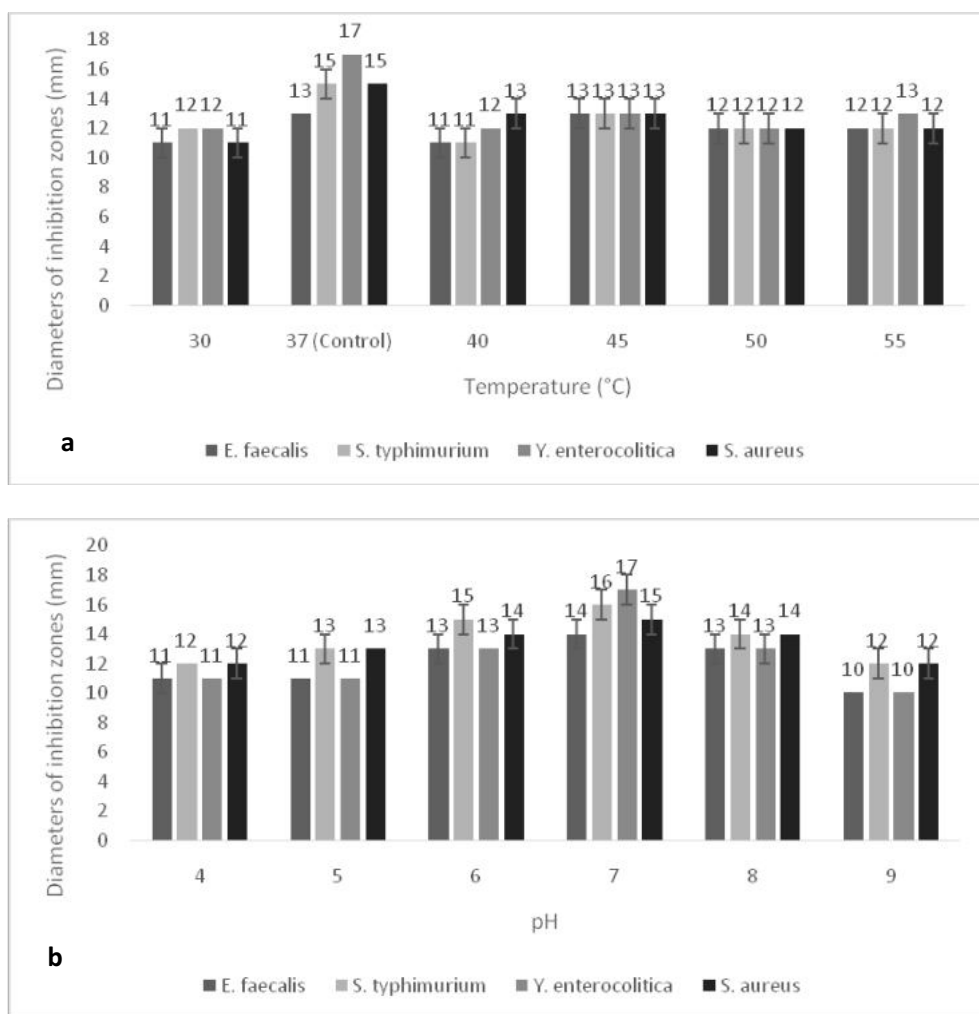 18
16
14
12
10
8
6
4
2
0
Diameters of inhibition zones (mm)
11 12 12 11
13 15 17 15
11 11 12 13
13 13 13 13
12 12 12 12
12 12 13 12
30 37 (Control) 40 45 50 55
Temperature (°C)
a
E. faecalis S. typhimurium Y. enterocolitica S. aureus
20
18
16
14
12
10
8
6
4
2
0
Diameters of inhibition zones (mm)
11 12 11 12
11 13 11 13
13 15 13 14
14 16 17 15
13 14 13 14
10 12 10 12
4 5 6 7 8 9
pH
b
E. faecalis S. typhimurium Y. enterocolitica S. aureus